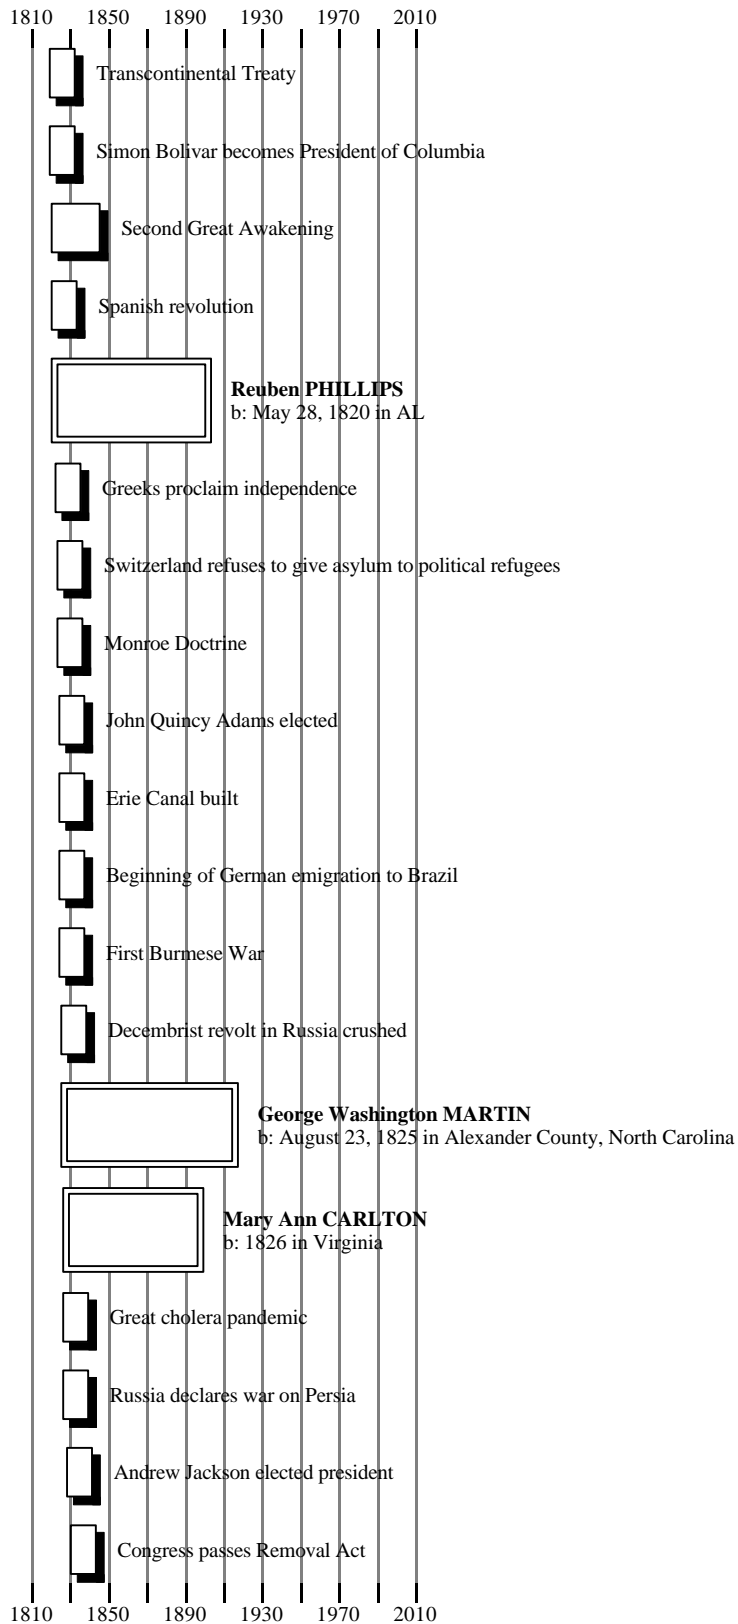 1810 1850 1890 1930 1970 2010
Transcontinental Treaty
Simon Bolivar becomes President of Columbia
Second Great Awakening
Spanish revolution
Reuben PHILLIPS
b: May 28, 1820 in AL
Greeks proclaim independence
Switzerland refuses to give asylum to political refugees
Monroe Doctrine
John Quincy Adams elected
Erie Canal built
Beginning of German emigration to Brazil
First Burmese War
Decembrist revolt in Russia crushed
George Washington MARTIN
b: August 23, 1825 in Alexander County, North Carolina
Mary Ann CARLTON
b: 1826 in Virginia
Great cholera pandemic
Russia declares war on Persia
Andrew Jackson elected president
Congress passes Removal Act
1810 1850 1890 1930 1970 2010